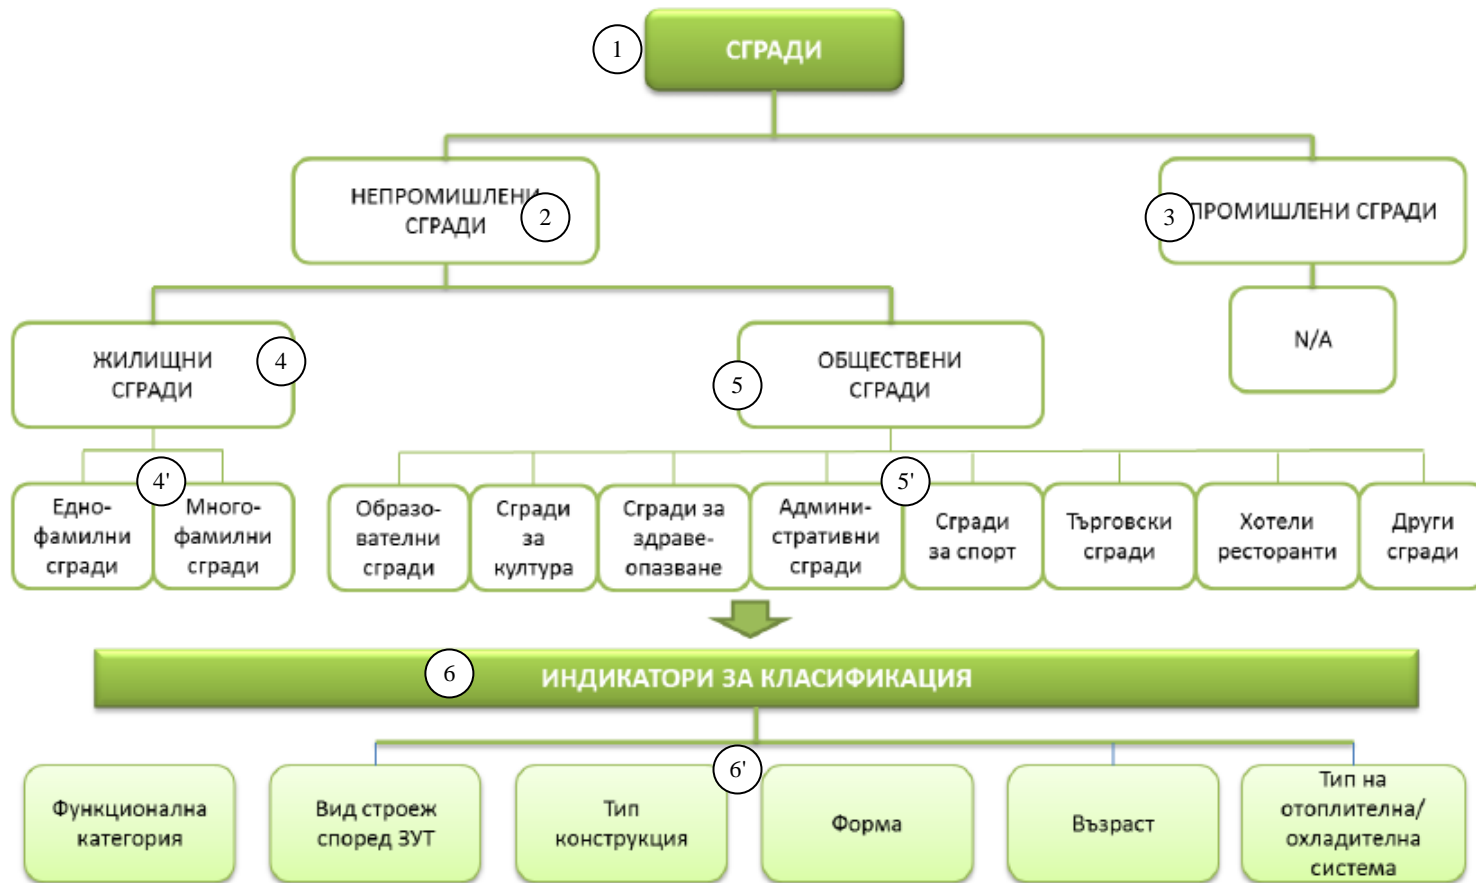 1
СГРАДИ
НЕПРОМИШЛЕНИ
СГРАДИ
2
3
ПРОМИШЛЕНИ СГРАДИ
ЖИЛИЩНИ
СГРАДИ
4
5
ОБЩЕСТВЕНИ
СГРАДИ
N/A
4'
5'
Едно-
фамилни
сгради
Много-
фамилни
сгради
Образо-
вателни
сгради
Сгради
за
култура
Сгради за
здраве-
опазване
Админи-
стративни
сгради
Сгради
за спорт
Търговски
сгради
Хотели
ресторанти
Други
сгради
6
ИНДИКАТОРИ ЗА КЛАСИФИКАЦИЯ
6'
Функционална
категория
Вид строеж
според ЗУТ
Тип
конструкция
Форма
Възраст
Тип на
отоплителна/
охладителна
система